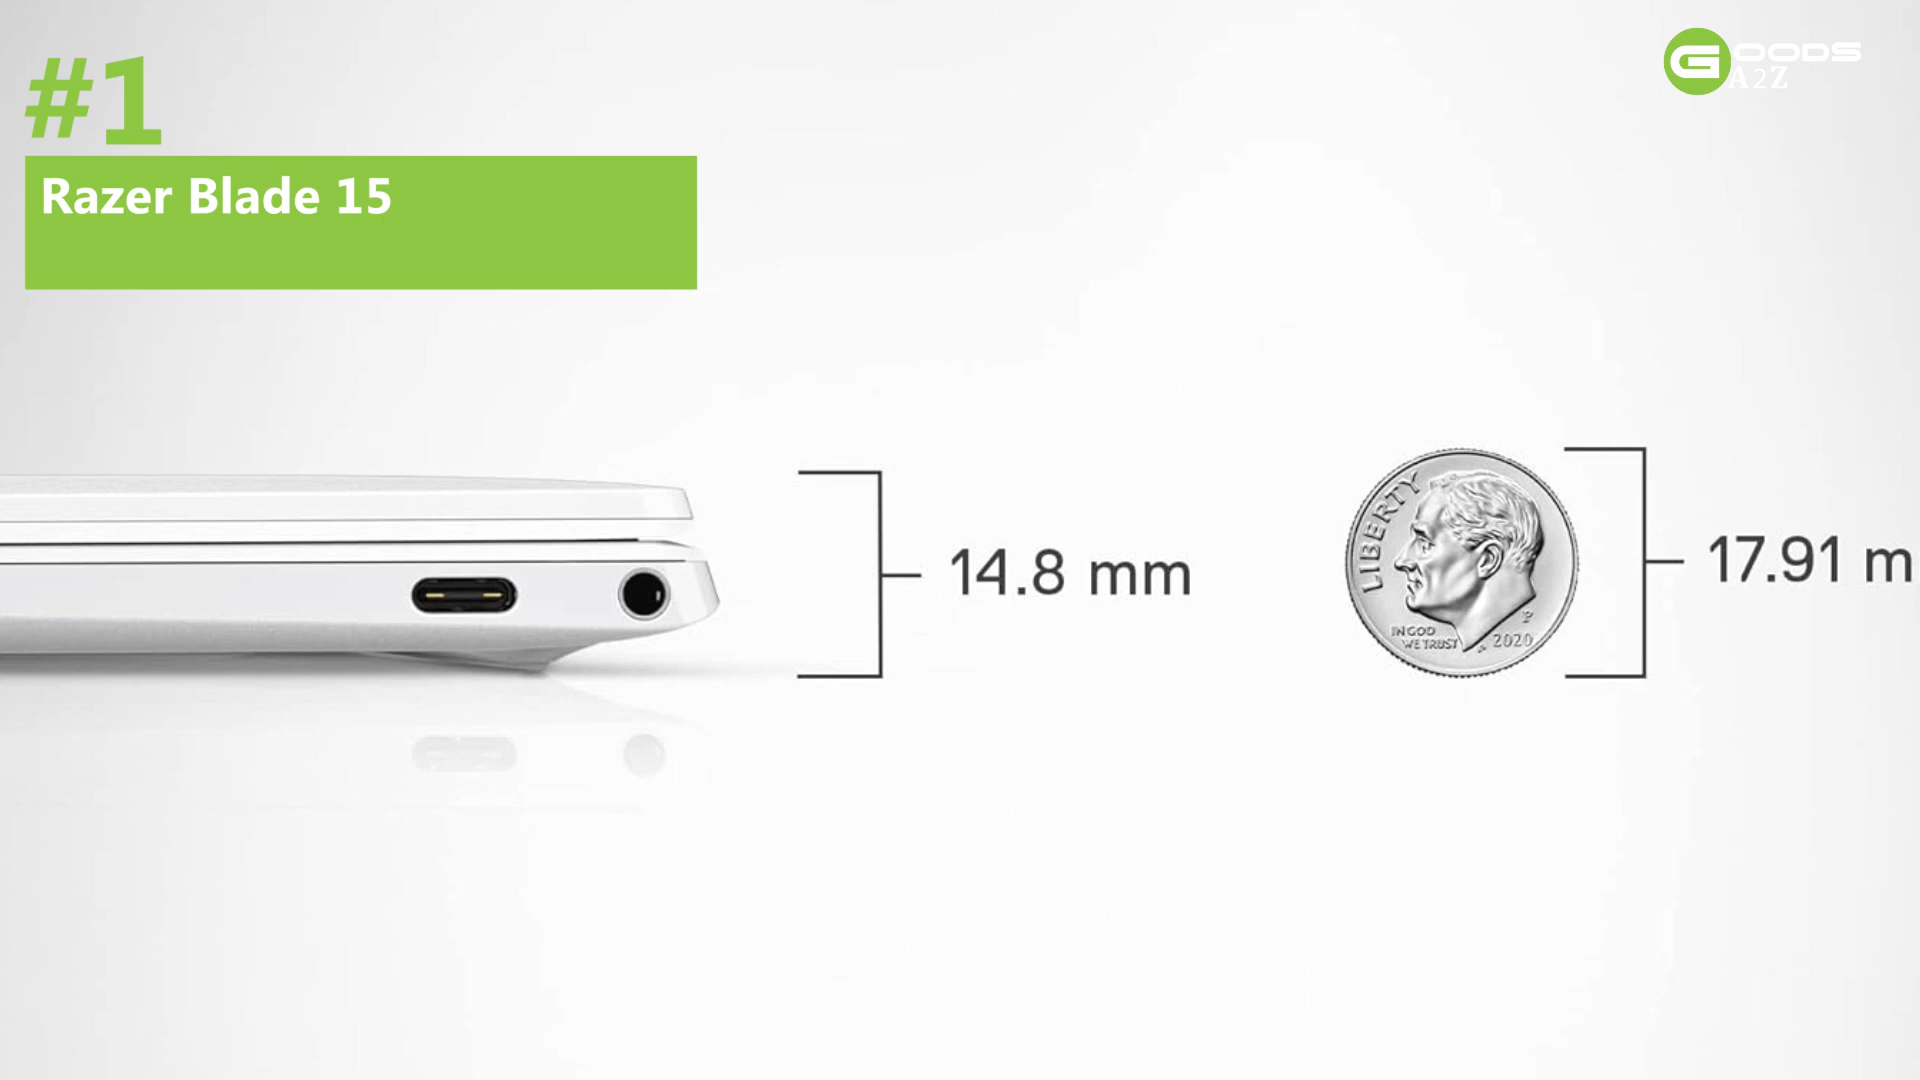 #1
GOODS
A2Z
Razer Blade 15
14.8 mm
17.91 m
LIBERTY
IN GOD
WE TRUST
P
2020